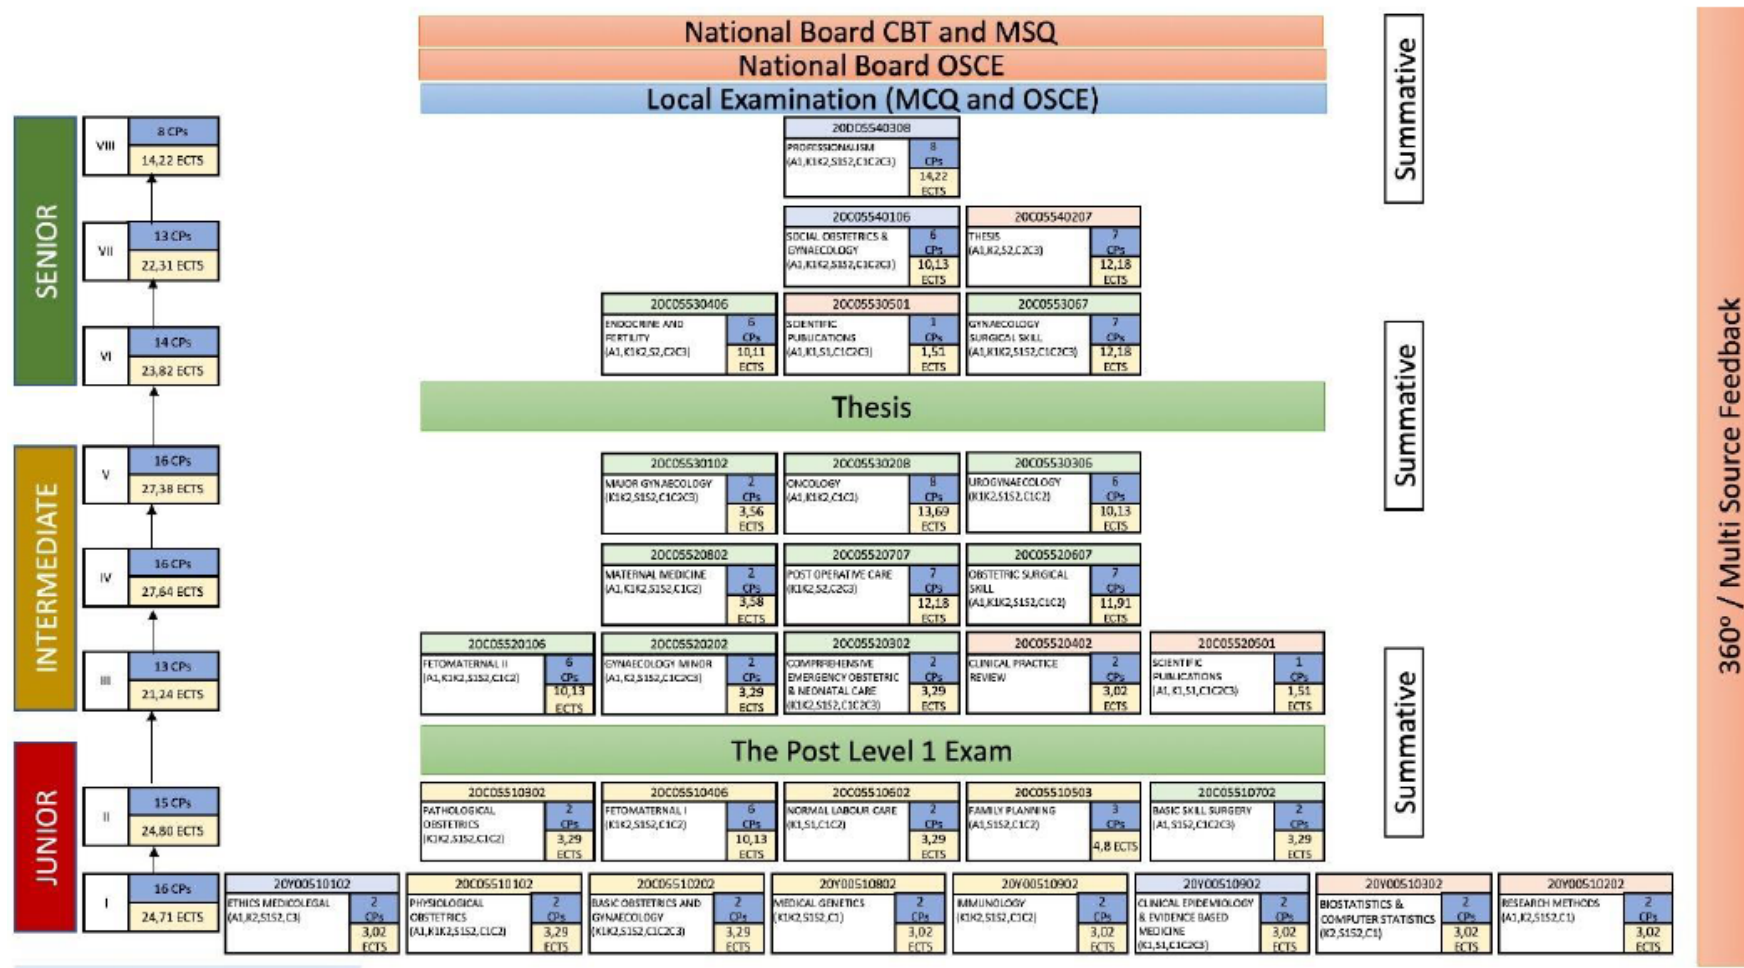 National Board CBT and MSQ
National Board OSCE
Local Examination (MCQ and OSCE)
Summative
Summative
Summative
360º / Multi Source Feedback
SENIOR
VIII
8 CPs
14,22 ECTS
VII
13 CPs
22,31 ECTS
VI
14 CPs
23,82 ECTS
INTERMEDIATE
V
16 CPs
27,38 ECTS
IV
16 CPs
27,64 ECTS
III
13 CPs
21,24 ECTS
JUNIOR
II
15 CPs
24,80 ECTS
I
16 CPs
24,71 ECTS
20DD5540308
PROFESSIONALISM
(A1,K1K2,S1S2,C1C2C3)
8
CPs
14,22
ECTS
20C05540106
SOCIAL OBSTETRICS &
GYNAECOLOGY
(A1,K1K2,S1S2,C1C2C3)
6
CPs
10,13
ECTS
20C05540207
THESIS
(A1,K2,S2,C2C3)
7
CPs
12,18
ECTS
20C05530406
ENDOCRINE AND
FERTILITY
(A1,K1K2,S2,C2C3)
6
CPs
10,11
ECTS
20C05530501
SCIENTIFIC
PUBLICATIONS
(A1,K1,S1,C1C2C3)
1
CPs
1,51
ECTS
20C0553067
GYNAECOLOGY
SURGICAL SKILL
(A1,K1K2,S1S2,C1C2C3)
7
CPs
12,18
ECTS
Thesis
20C05530102
MAJOR GYNAECOLOGY
(K1K2,S1S2,C1C2C3)
2
CPs
3,56
ECTS
20C05530208
ONCOLOGY
(A1,K1K2,C1C2)
8
CPs
13,69
ECTS
20C05530306
UROGYNAECOLOGY
(K1K2,S1S2,C1C2)
6
CPs
10,13
ECTS
20C05520802
MATERNAL MEDICINE
(A1,K1K2,S1S2,C1C2)
2
CPs
3,58
ECTS
20C05520707
POST OPERATIVE CARE
(K1K2,S2,C2C3)
7
CPs
12,18
ECTS
20C05520607
OBSTETRIC SURGICAL
SKILL
(A1,K1K2,S1S2,C1C2)
7
CPs
11,91
ECTS
20C05520106
FETOMATERNAL II
(A1,K1K2,S1S2,C1C2)
6
CPs
10,13
ECTS
20C05520202
GYNAECOLOGY MINOR
(A1,K2,S1S2,C1C2C3)
2
CPs
3,29
ECTS
20C05520302
COMPRREHENSIVE
EMERGENCY OBSTETRIC
& NEONATAL CARE
(K1K2,S1S2,C1C2C3)
2
CPs
3,29
ECTS
20C05520402
CLINICAL PRACTICE
REVIEW
2
CPs
3,02
ECTS
20C05520501
SCIENTIFIC
PUBLICATIONS
(A1,K1,S1,C1C2C3)
1
CPs
1,51
ECTS
The Post Level 1 Exam
20C05510302
PATHOLOGICAL
OBSTETRICS
(K1K2,S1S2,C1C2)
2
CPs
3,29
ECTS
20C05510406
FETOMATERNAL I
(K1K2,S1S2,C1C2)
6
CPs
10,13
ECTS
20C05510602
NORMAL LABOUR CARE
(K1,S1,C1C2)
2
CPs
3,29
ECTS
20C05510503
FAMILY PLANNING
(A1,S1S2,C1C2)
3
CPs
4,8 ECTS
20C05510702
BASIC SKILL SURGERY
(A1,S1S2,C1C2C3)
2
CPs
3,29
ECTS
20Y00510102
ETHICS MEDICOLEGAL
(A1,K2,S1S2,C3)
2
CPs
3,02
ECTS
20C05510102
PHYSIOLOGICAL
OBSTETRICS
(A1,K1K2,S1S2,C1C2)
2
CPs
3,29
ECTS
20C05510202
BASIC OBSTETRICS AND
GYNAECOLOGY
(K1K2,S1S2,C1C2C3)
2
CPs
3,29
ECTS
20Y00510802
MEDICAL GENETICS
(K1K2,S1S2,C1)
2
CPs
3,02
ECTS
20Y00510902
IMMUNOLOGY
(K1K2,S1S2,C1C2)
2
CPs
3,02
ECTS
20Y00510902
CLINICAL EPIDEMIOLOGY
& EVIDENCE BASED
MEDICINE
(K1,S1,C1C2C3)
2
CPs
3,02
ECTS
20Y00510302
BIOSTATISTICS &
COMPUTER STATISTICS
(K2,S1S2,C1)
2
CPs
3,02
ECTS
20Y00510202
RESEARCH METHODS
(A1,K2,S1S2,C1)
2
CPs
3,02
ECTS